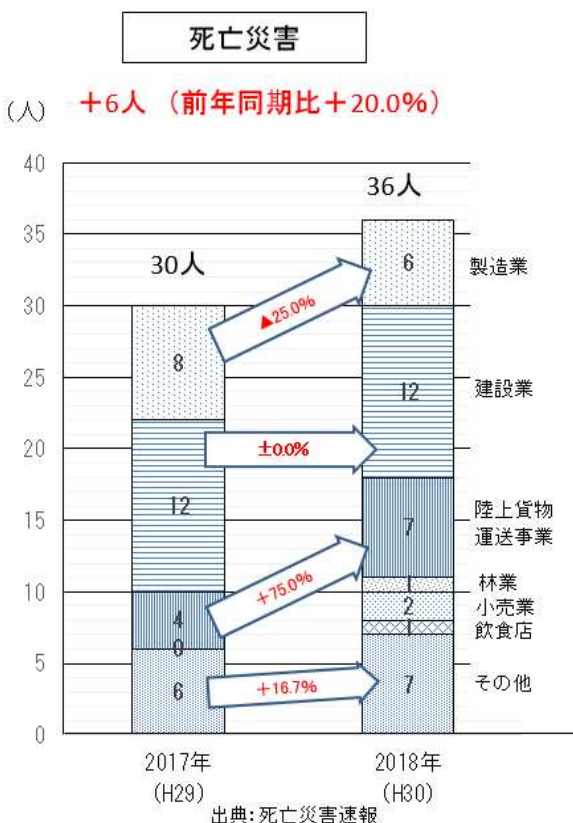 死亡災害
＋6人 （前年同期比＋20.0%）
（人）
40
35
30
25
20
15
10
5
0
30人
36人
8
12
4
0
6
▲25.0%
±0.0%
＋75.0%
＋16.7%
6
12
7
1
2
1
7
製造業
建設業
陸上貨物
運送事業
林業
小売業
飲食店
その他
2017年
（H29）
2018年
（H30）
出典：死亡災害速報